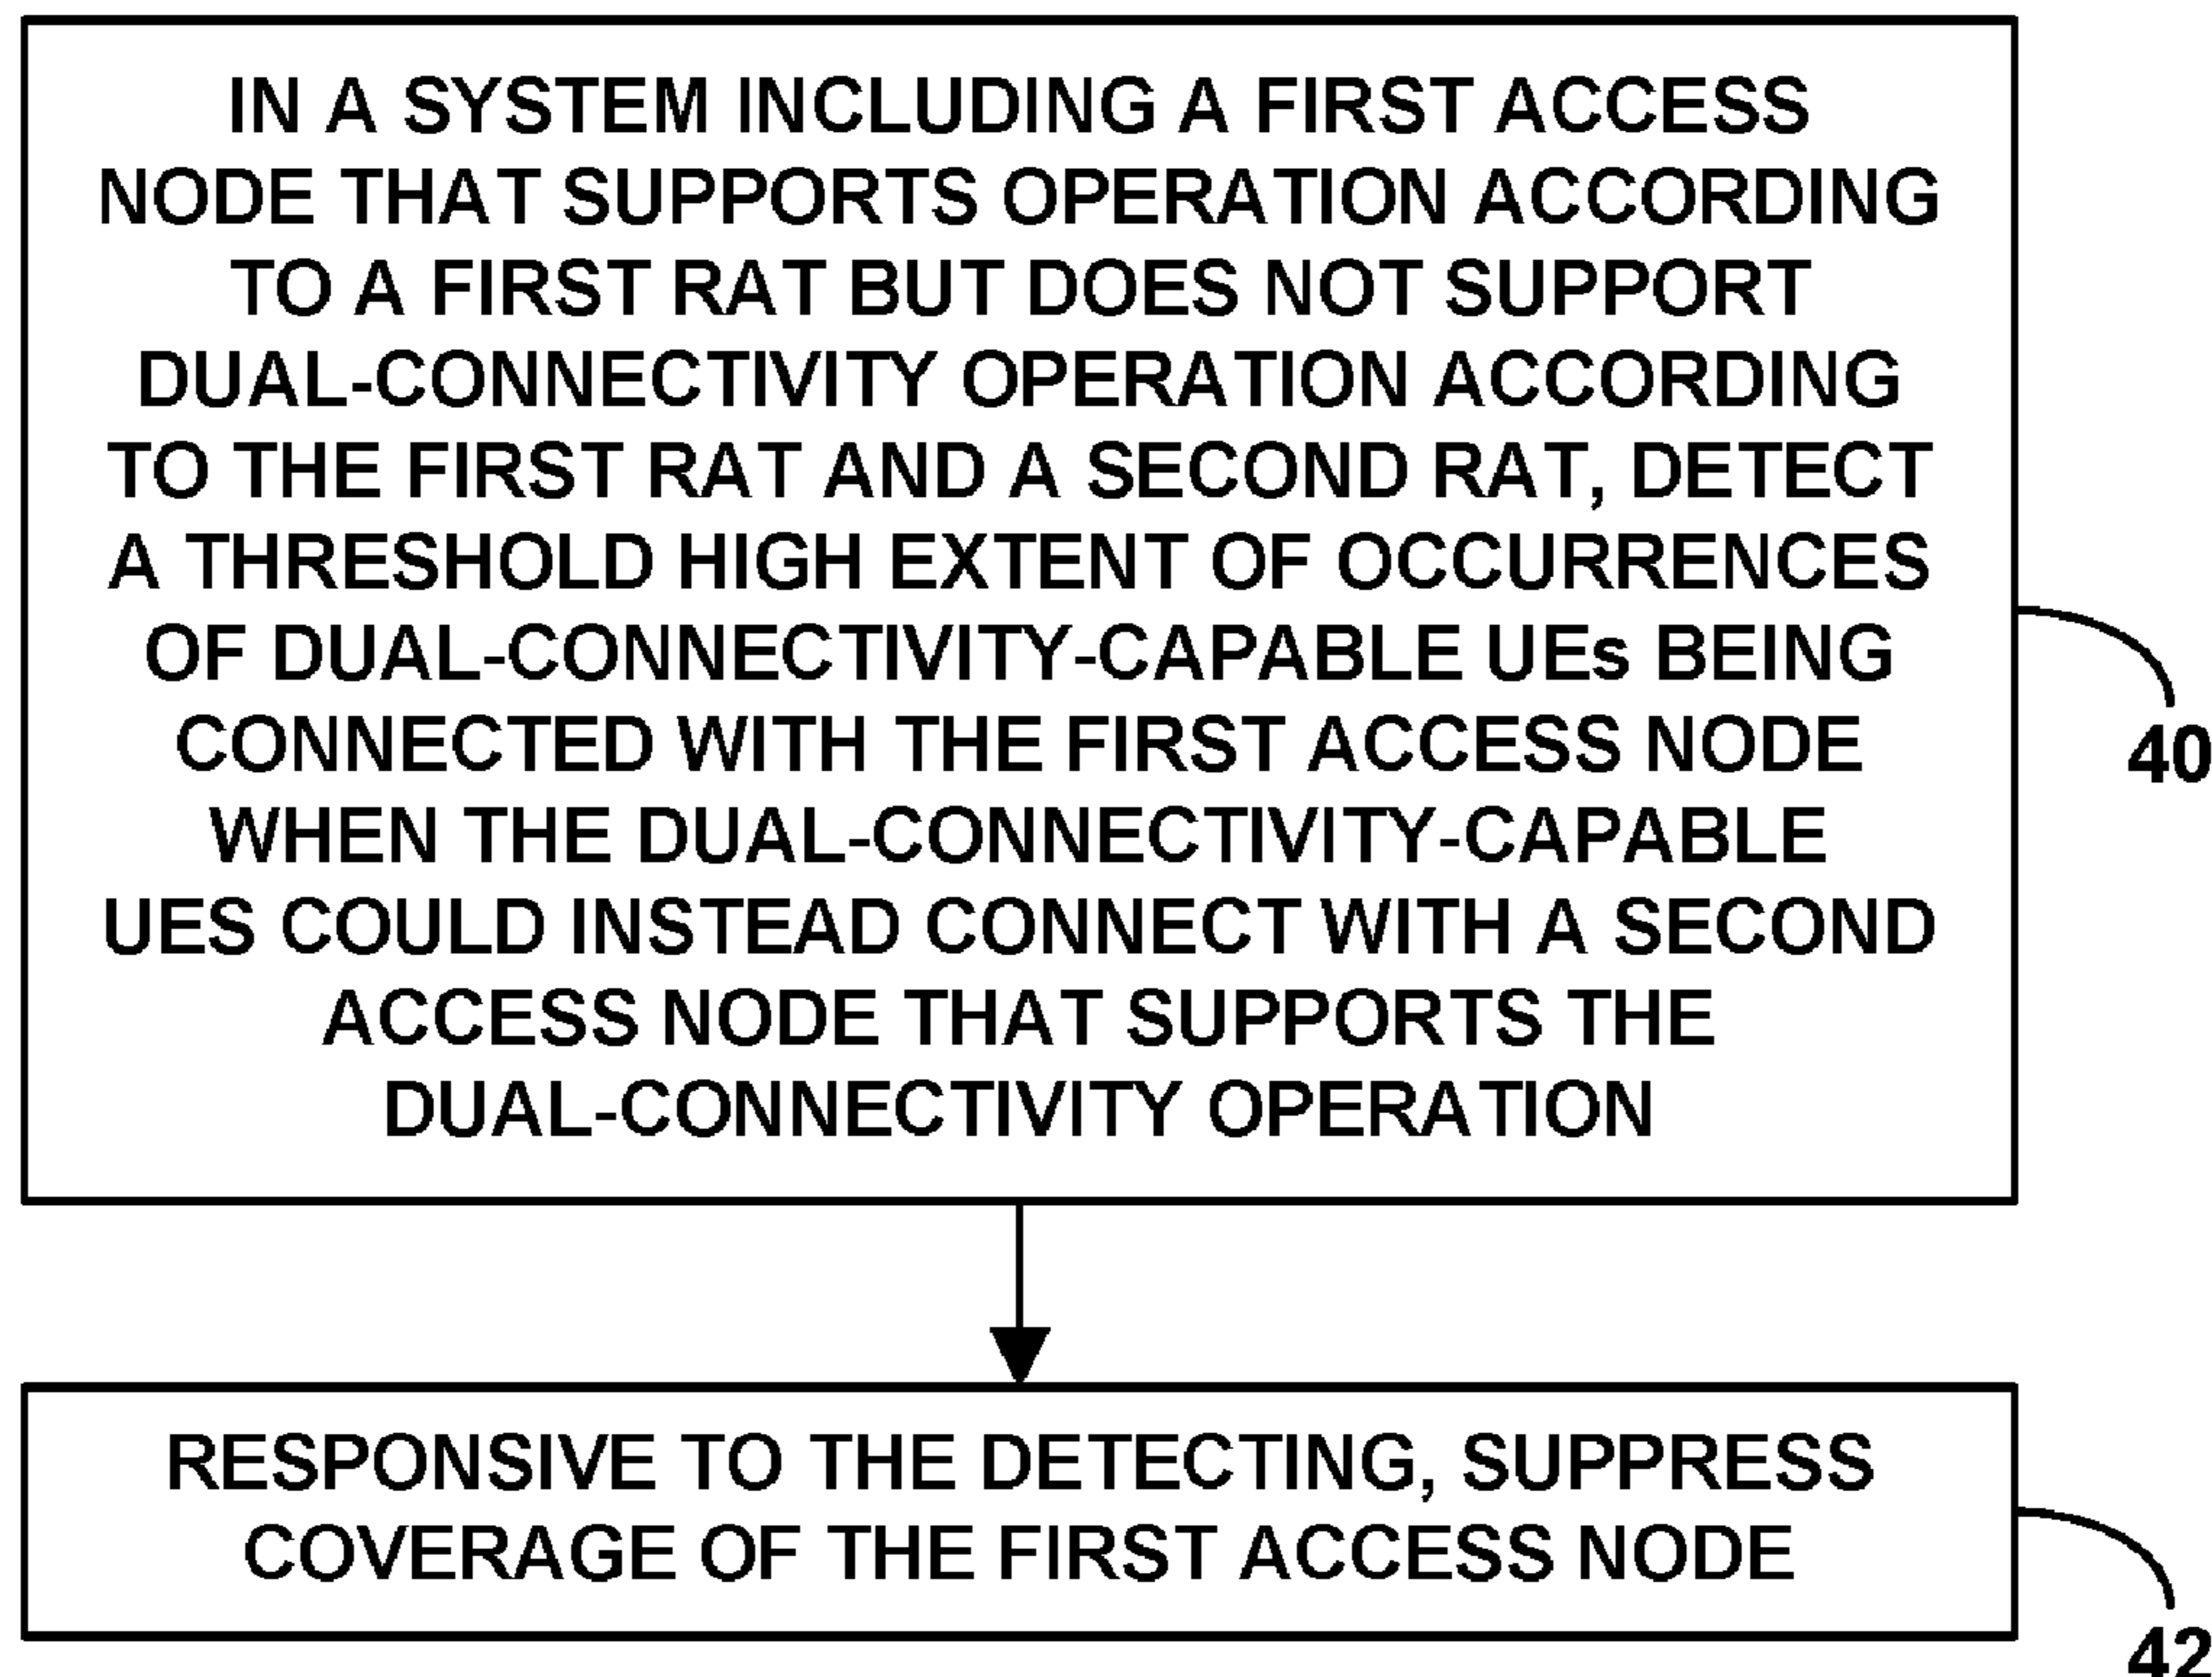 IN A SYSTEM INCLUDING A FIRST ACCESS
NODE THAT SUPPORTS OPERATION ACCORDING
TO A FIRST RAT BUT DOES NOT SUPPORT
DUAL-CONNECTIVITY OPERATION ACCORDING
TO THE FIRST RAT AND A SECOND RAT, DETECT
A THRESHOLD HIGH EXTENT OF OCCURRENCES
OF DUAL-CONNECTIVITY-CAPABLE UEs BEING
CONNECTED WITH THE FIRST ACCESS NODE
WHEN THE DUAL-CONNECTIVITY-CAPABLE
UES COULD INSTEAD CONNECT WITH A SECOND
ACCESS NODE THAT SUPPORTS THE
DUAL-CONNECTIVITY OPERATION
40
RESPONSIVE TO THE DETECTING, SUPPRESS
COVERAGE OF THE FIRST ACCESS NODE
42